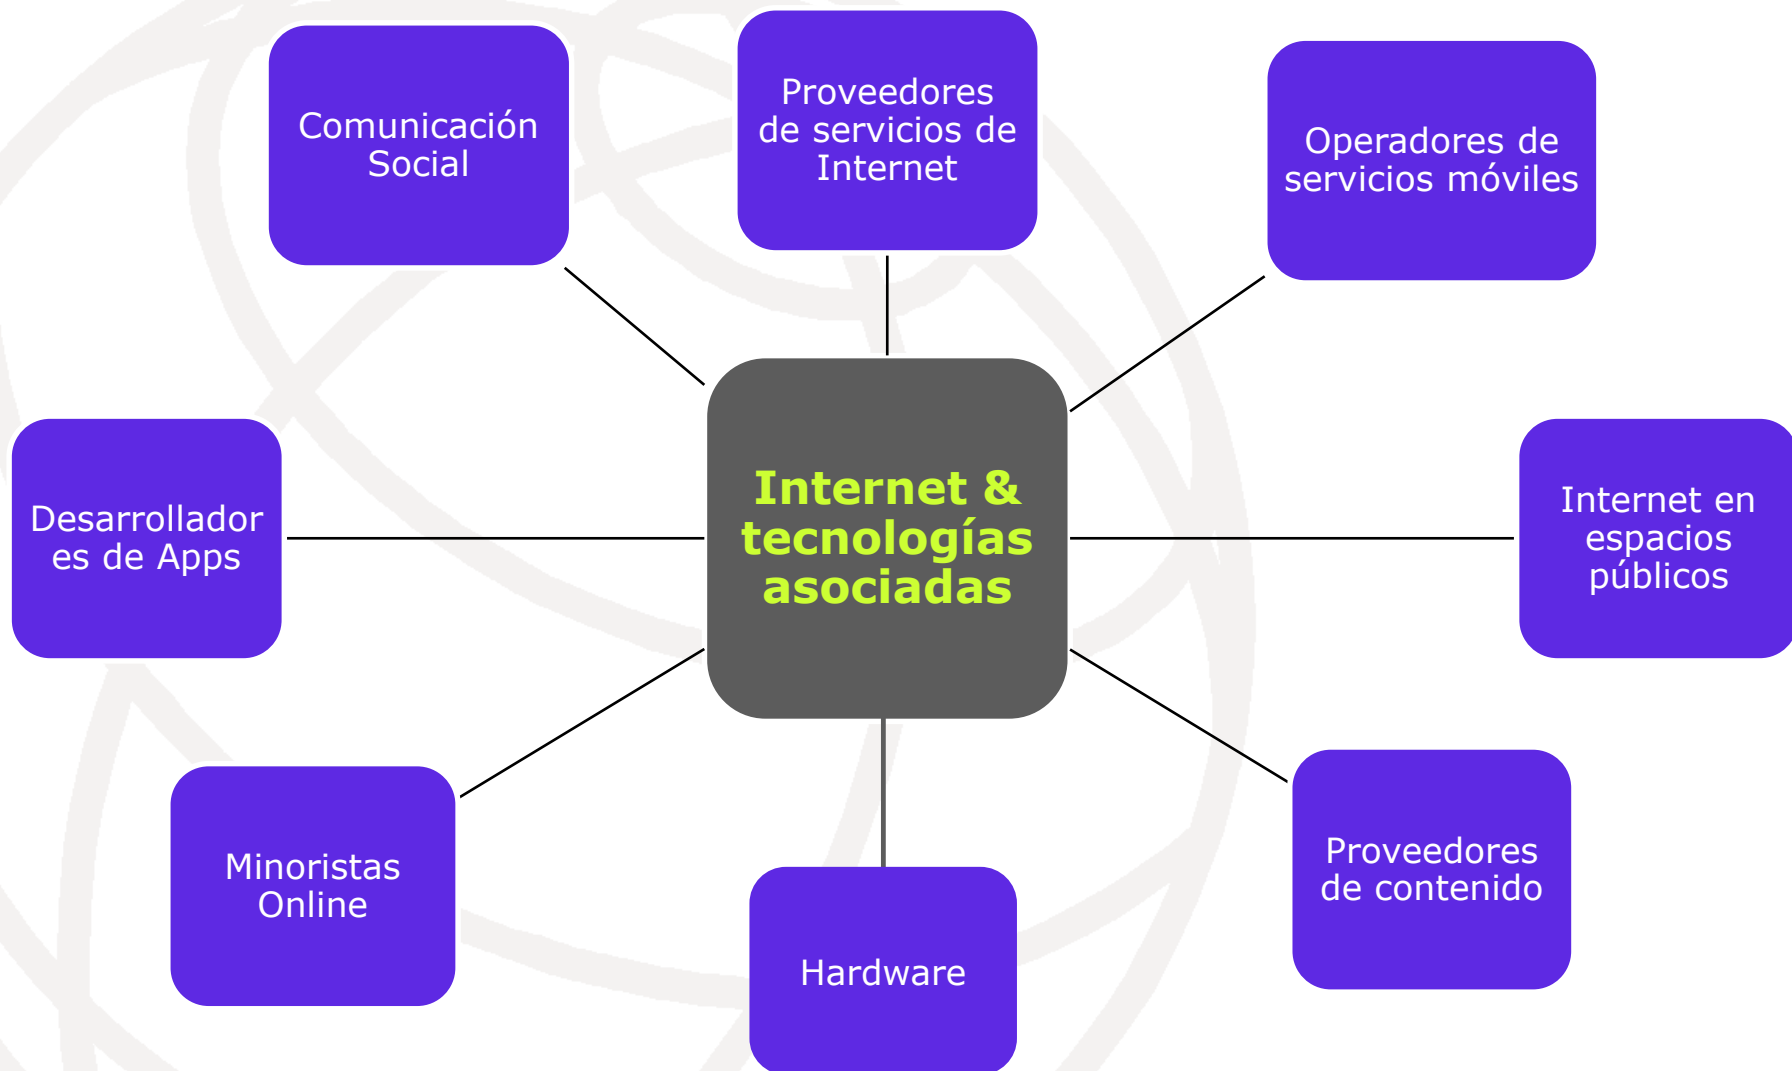 Comunicación
Social
Proveedores
de servicios de
Internet
Operadores de
servicios móviles
Desarrollador
es de Apps
Internet &
tecnologías
asociadas
Internet en
espacios
públicos
Minoristas
Online
Hardware
Proveedores
de contenido